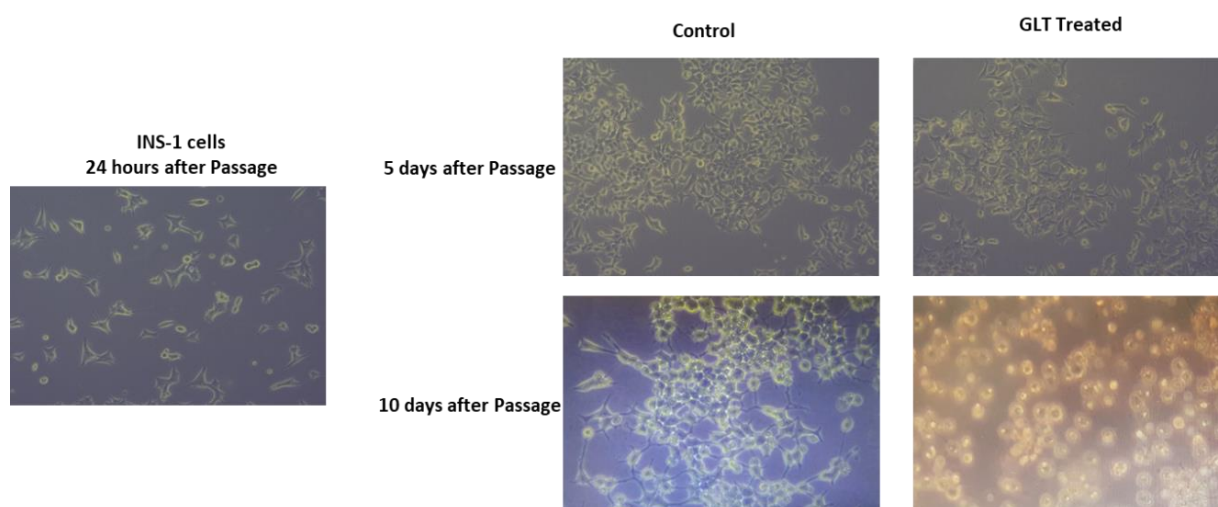 Control
GLT Treated
INS-1 cells
24 hours after Passage
5 days after Passage
10 days after Passage